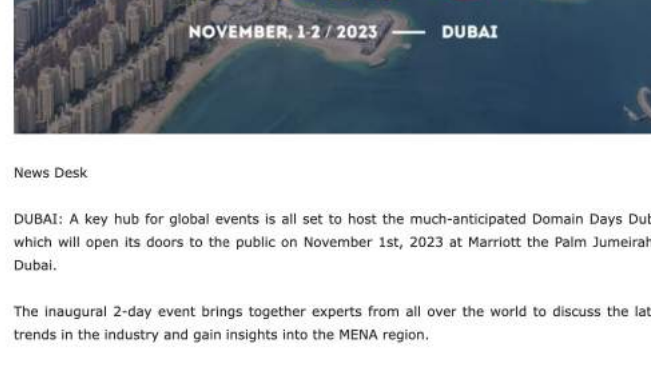 NOVEMBER, 1-2 / 2023 — DUBAI
News Desk
DUBAI: A key hub for global events is all set to host the much-anticipated Domain Days
which will open its doors to the public on November 1st, 2023 at Marriott the Palm Jumeirah
Dubai.
The inaugural 2-day event brings together experts from all over the world to discuss the
trends in the industry and gain insights into the MENA region.